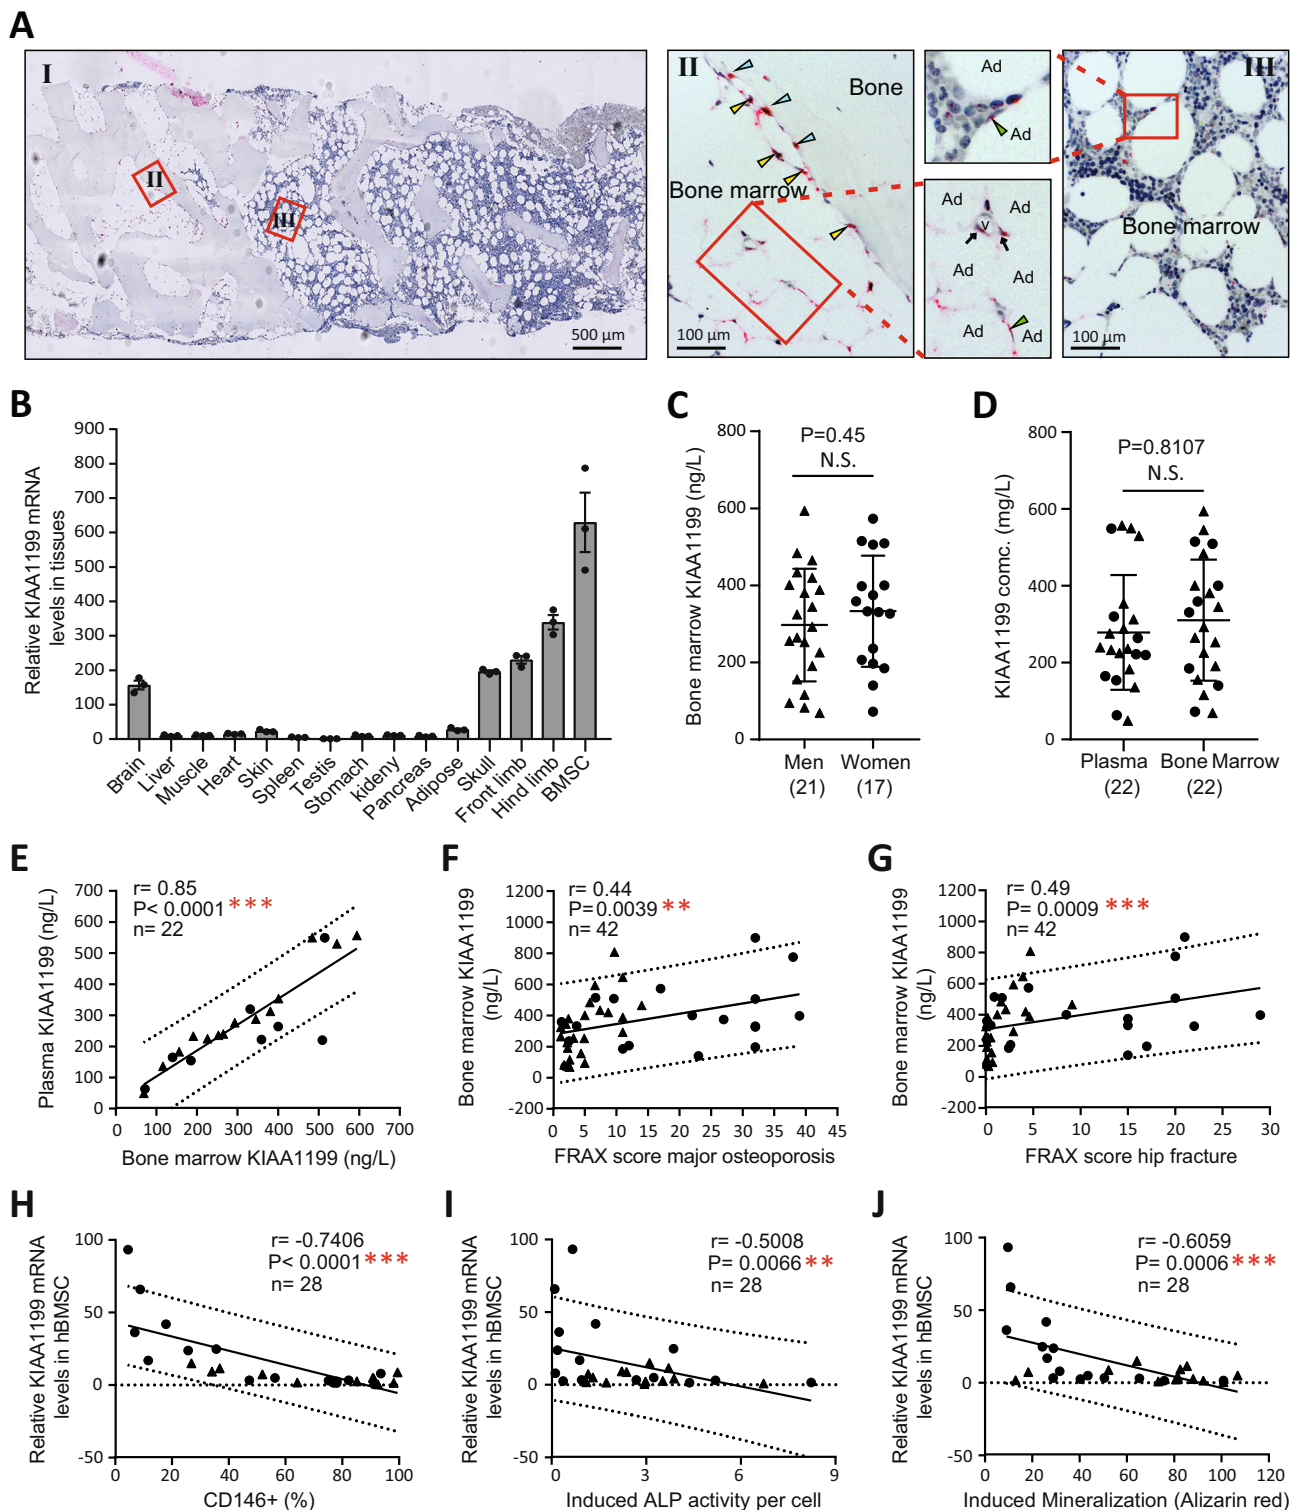 A
I
II
III
500 µm
II
Bone
Bone marrow
100 µm
Ad
Ad
Ad
Ad
V
Ad
Ad
Ad
Ad
III
Bone marrow
100 µm
B
Relative KIAA1199 mRNA
levels in tissues
900
800
700
600
500
400
300
200
100
0
Brain
Liver
Muscle
Heart
Skin
Spleen
Testis
Stomach
kideny
Pancreas
Adipose
Skull
Front limb
Hind limb
BMSC
C
Bone marrow KIAA1199 (ng/L)
800
600
400
200
0
P=0.45
N.S.
Men
(21)
Women
(17)
D
KIAA1199 comc. (mg/L)
800
600
400
200
0
P=0.8107
N.S.
Plasma
(22)
Bone Marrow
(22)
E
Plasma KIAA1199 (ng/L)
700
600
500
400
300
200
100
0
r= 0.85
P< 0.0001 ***
n= 22
0 100 200 300 400 500 600 700
Bone marrow KIAA1199 (ng/L)
F
Bone marrow KIAA1199
(ng/L)
1200
1000
800
600
400
200
0
-200
r= 0.44
P= 0.0039 **
n= 42
0 5 10 15 20 25 30 35 40 45
FRAX score major osteoporosis
G
Bone marrow KIAA1199
(ng/L)
1200
1000
800
600
400
200
0
-200
r= 0.49
P= 0.0009 ***
n= 42
0 5 10 15 20 25 30
FRAX score hip fracture
H
Relative KIAA1199 mRNA
levels in hBMSC
100
50
0
-50
r= -0.7406
P< 0.0001 ***
n= 28
0 20 40 60 80 100
CD146+ (%)
I
Relative KIAA1199 mRNA
levels in hBMSC
100
50
0
-50
r= -0.5008
P= 0.0066 **
n= 28
0 3 6 9
Induced ALP activity per cell
J
Relative KIAA1199 mRNA
levels in hBMSC
100
50
0
-50
r= -0.6059
P= 0.0006 ***
n= 28
0 20 40 60 80 100 120
Induced Mineralization (Alizarin red)